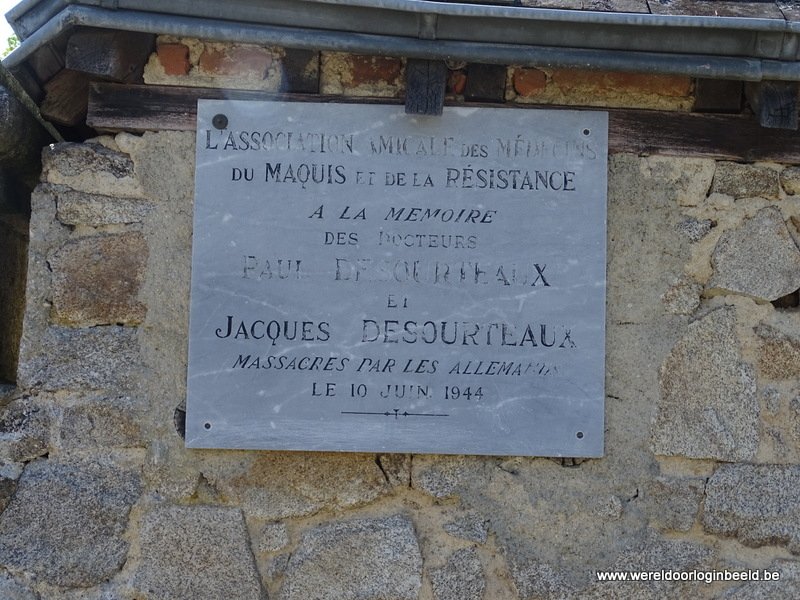 L'ASSOCIATION AMICALE DES MÉDECINS
DU MAQUIS ET DE LA RÉSISTANCE
A LA MEMOIRE
DES DOCTEURS
PAUL DESOURTEAUX
ET
JACQUES DESOURTEAUX
MASSACRES PAR LES ALLEMANDS
LE 10 JUIN 1944
www.wereldoorloginbeeld.be